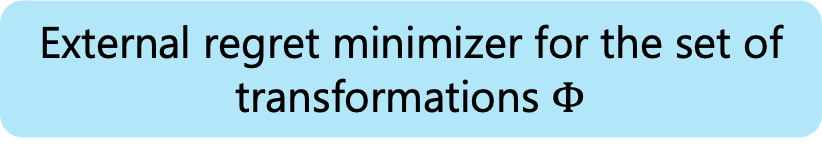 External regret minimizer for the set of
transformations Φ